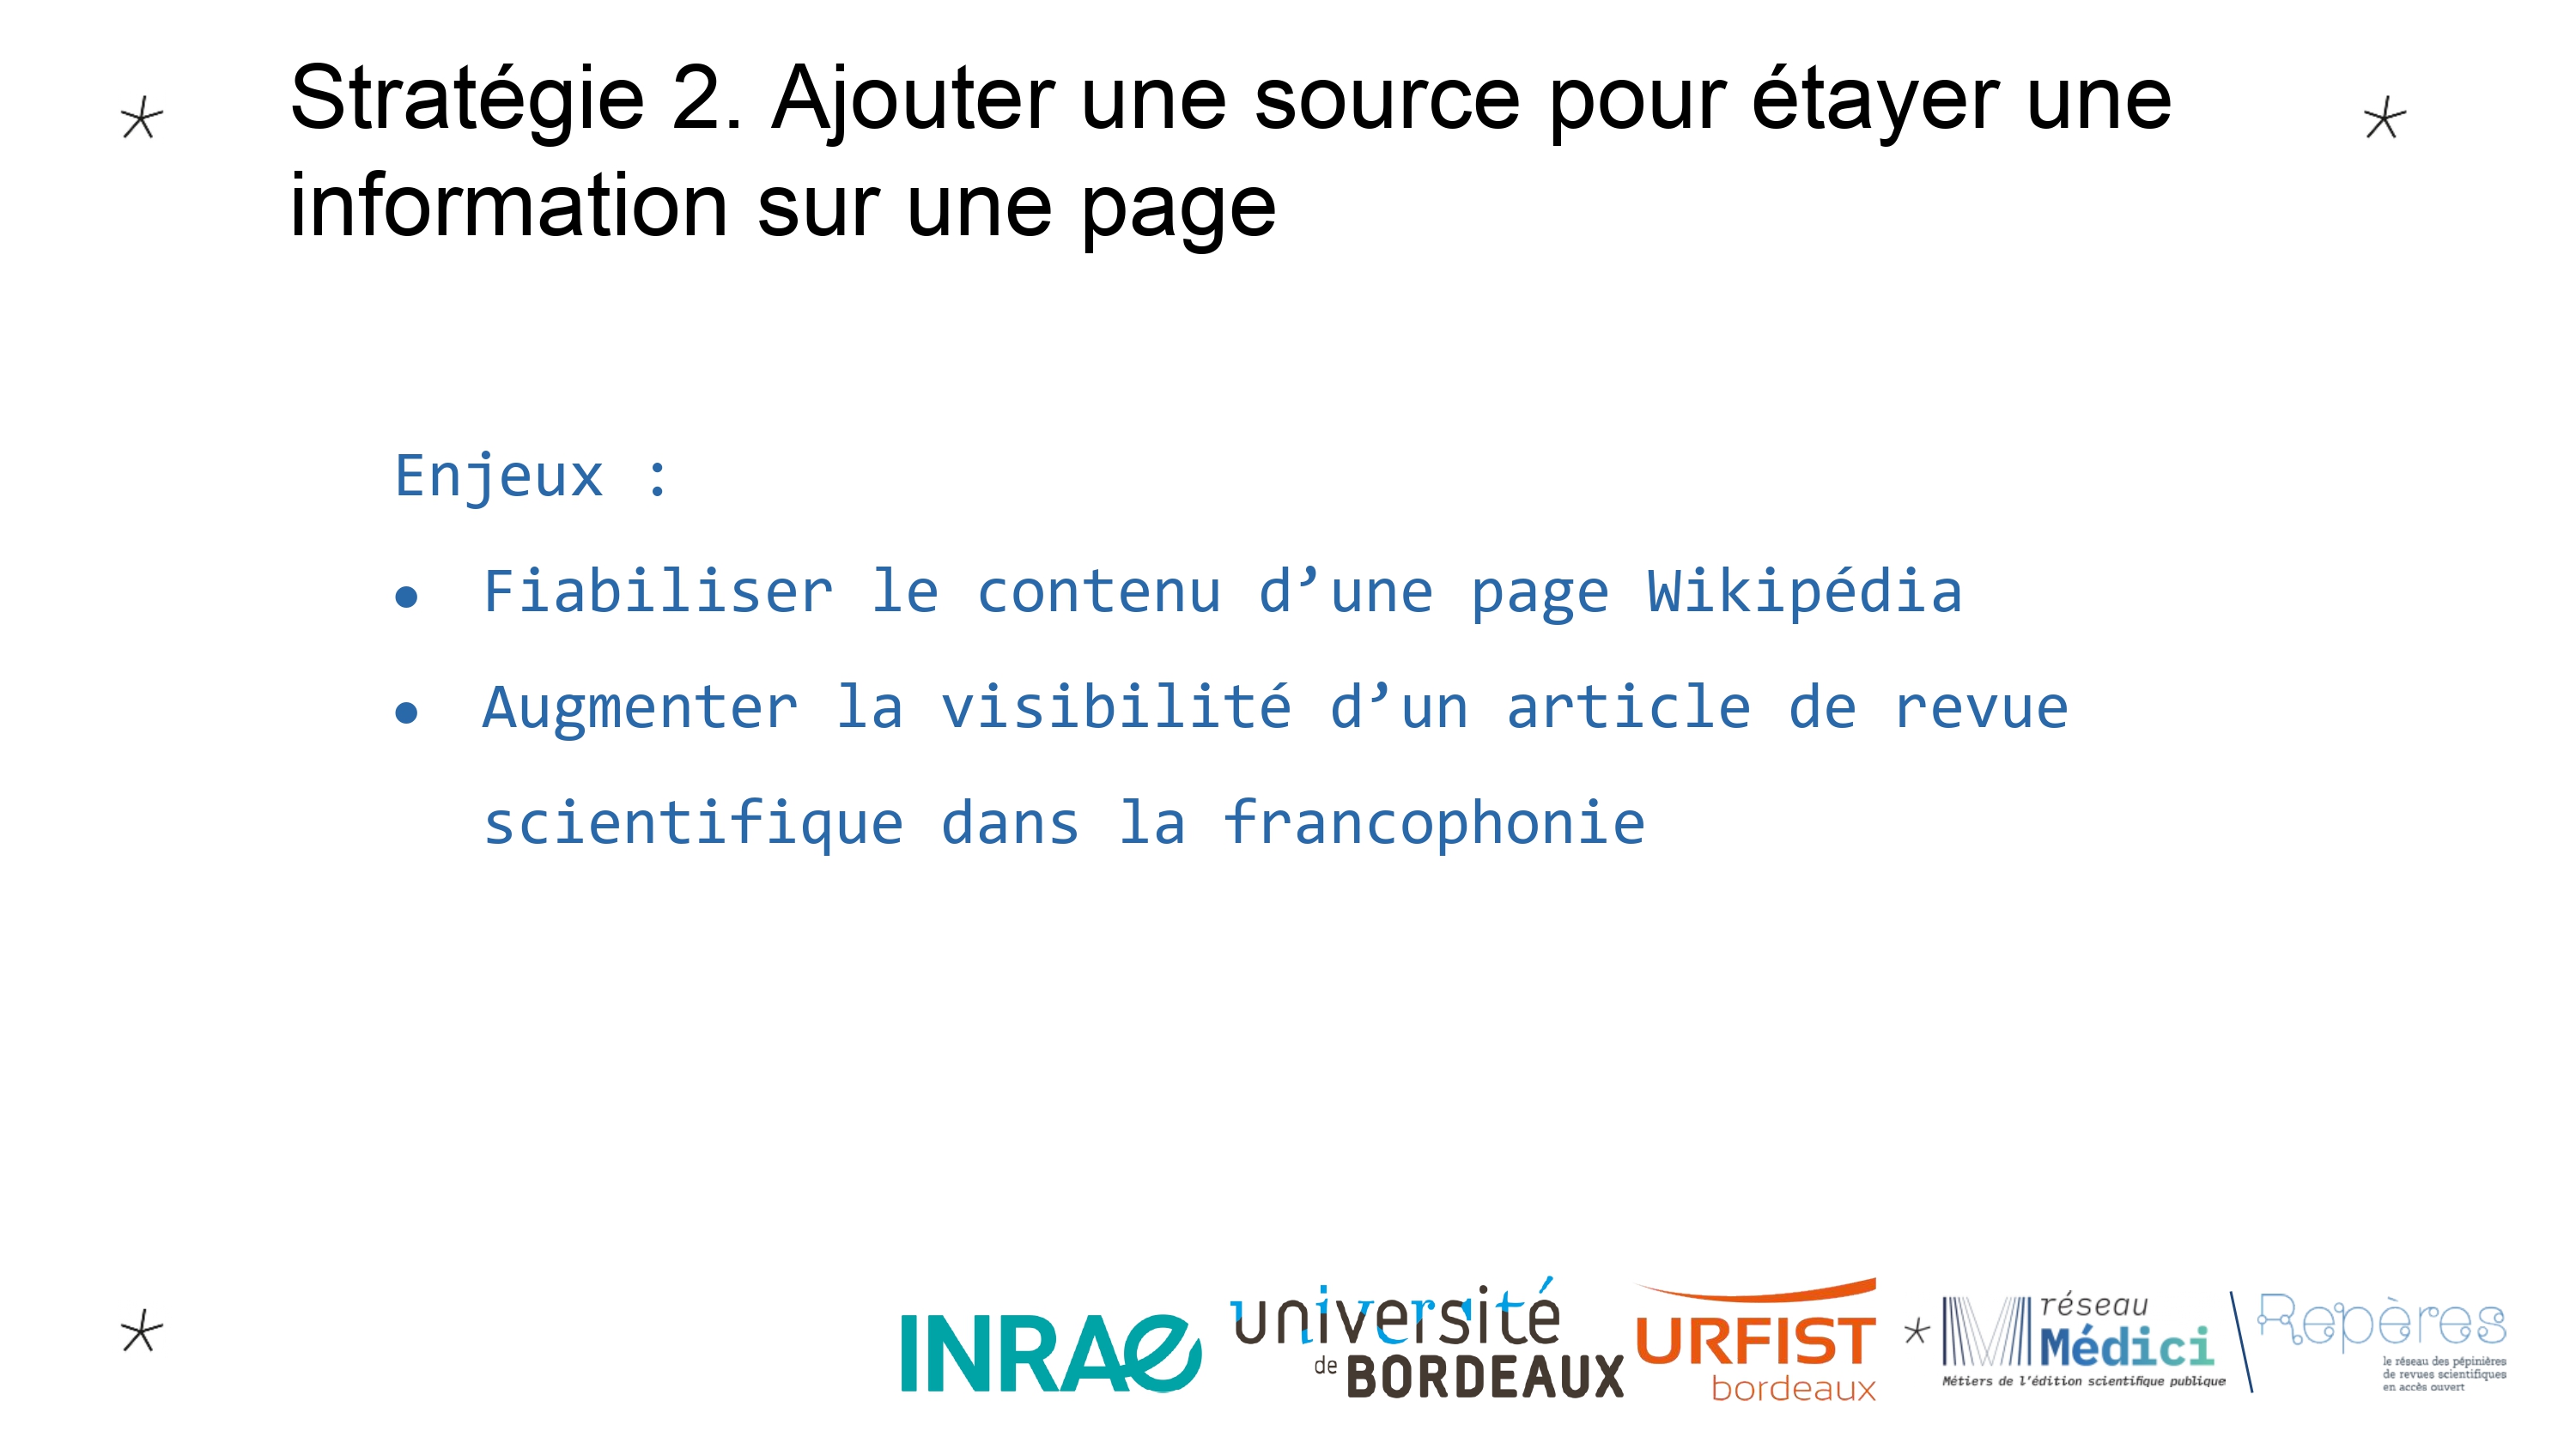 Stratégie 2. Ajouter une source pour étayer une
information sur une page
Enjeux :
● Fiabiliser le contenu d’une page Wikipédia
● Augmenter la visibilité d’un article de revue
scientifique dans la francophonie
INRAE
université
de BORDEAUX
URFIST
bordeaux
réseau
Médici
Métiers de l’édition scientifique publique
Repères
le réseau des pépinières
de revues scientifiques
en accès ouvert